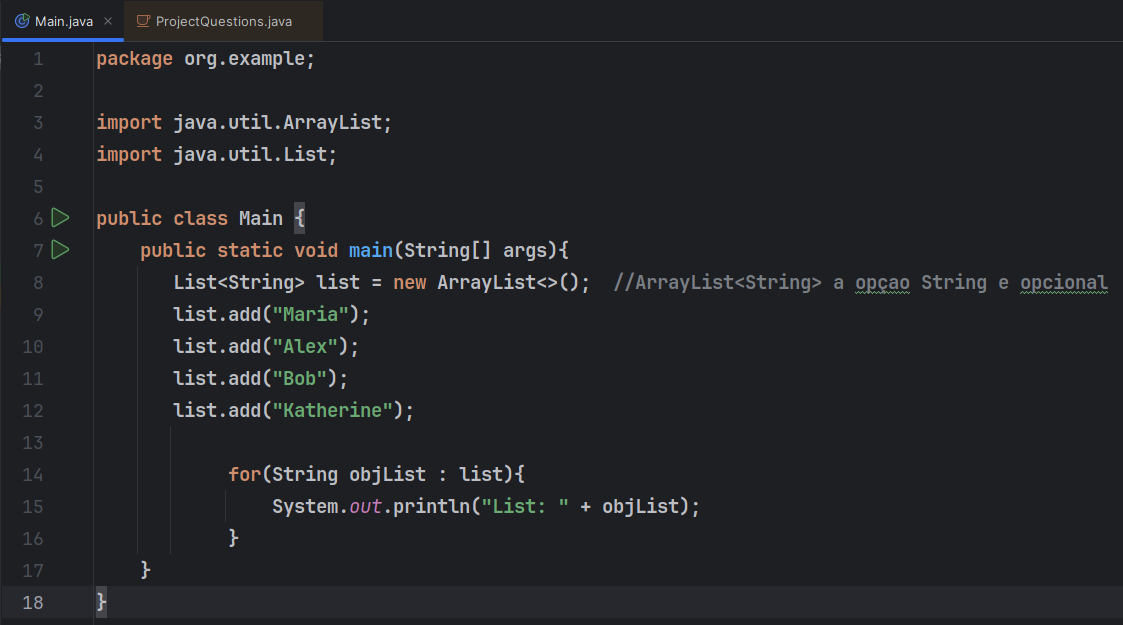 Main.java × ProjectQuestions.java
1 package org.example;
2
3 import java.util.ArrayList;
4 import java.util.List;
5
6 public class Main {
7 public static void main(String[] args){
8 List<String> list = new ArrayList<>(); //ArrayList<String> a opçao String e opcional
9 list.add("Maria");
10 list.add("Alex");
11 list.add("Bob");
12 list.add("Katherine");
13
14 for(String objList : list){
15 System.out.println("List: " + objList);
16 }
17 }
18 }